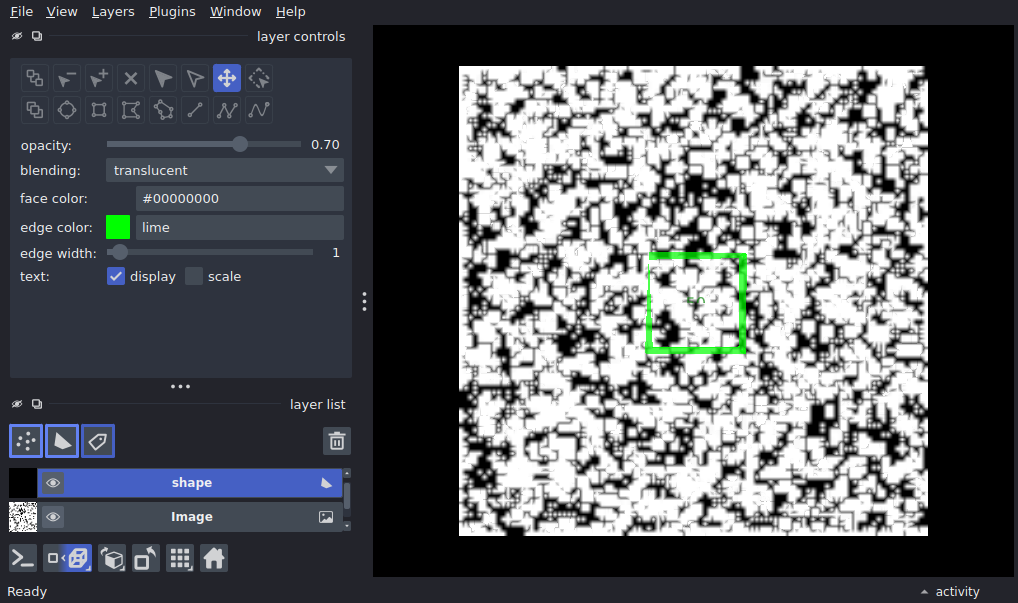 File View Layers Plugins Window Help
layer controls
opacity: 0.70
blending: translucent
face color: #00000000
edge color: lime
edge width: 1
text: display scale
layer list
shape
Image
Ready activity